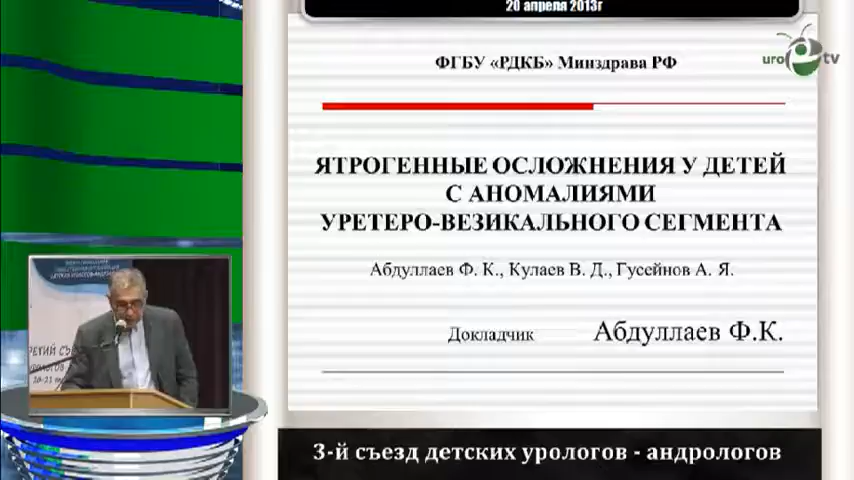 20 апреля 2013г
uro tv
ФГБУ «РДКБ» Минздрава РФ
ЯТРОГЕННЫЕ ОСЛОЖНЕНИЯ У ДЕТЕЙ
С АНОМАЛИЯМИ
УРЕТЕРО-ВЕЗИКАЛЬНОГО СЕГМЕНТА
Абдуллаев Ф. К., Кулаев В. Д., Гусейнов А. Я.
Докладчик Абдуллаев Ф.К.
3-й съезд детских урологов - андрологов